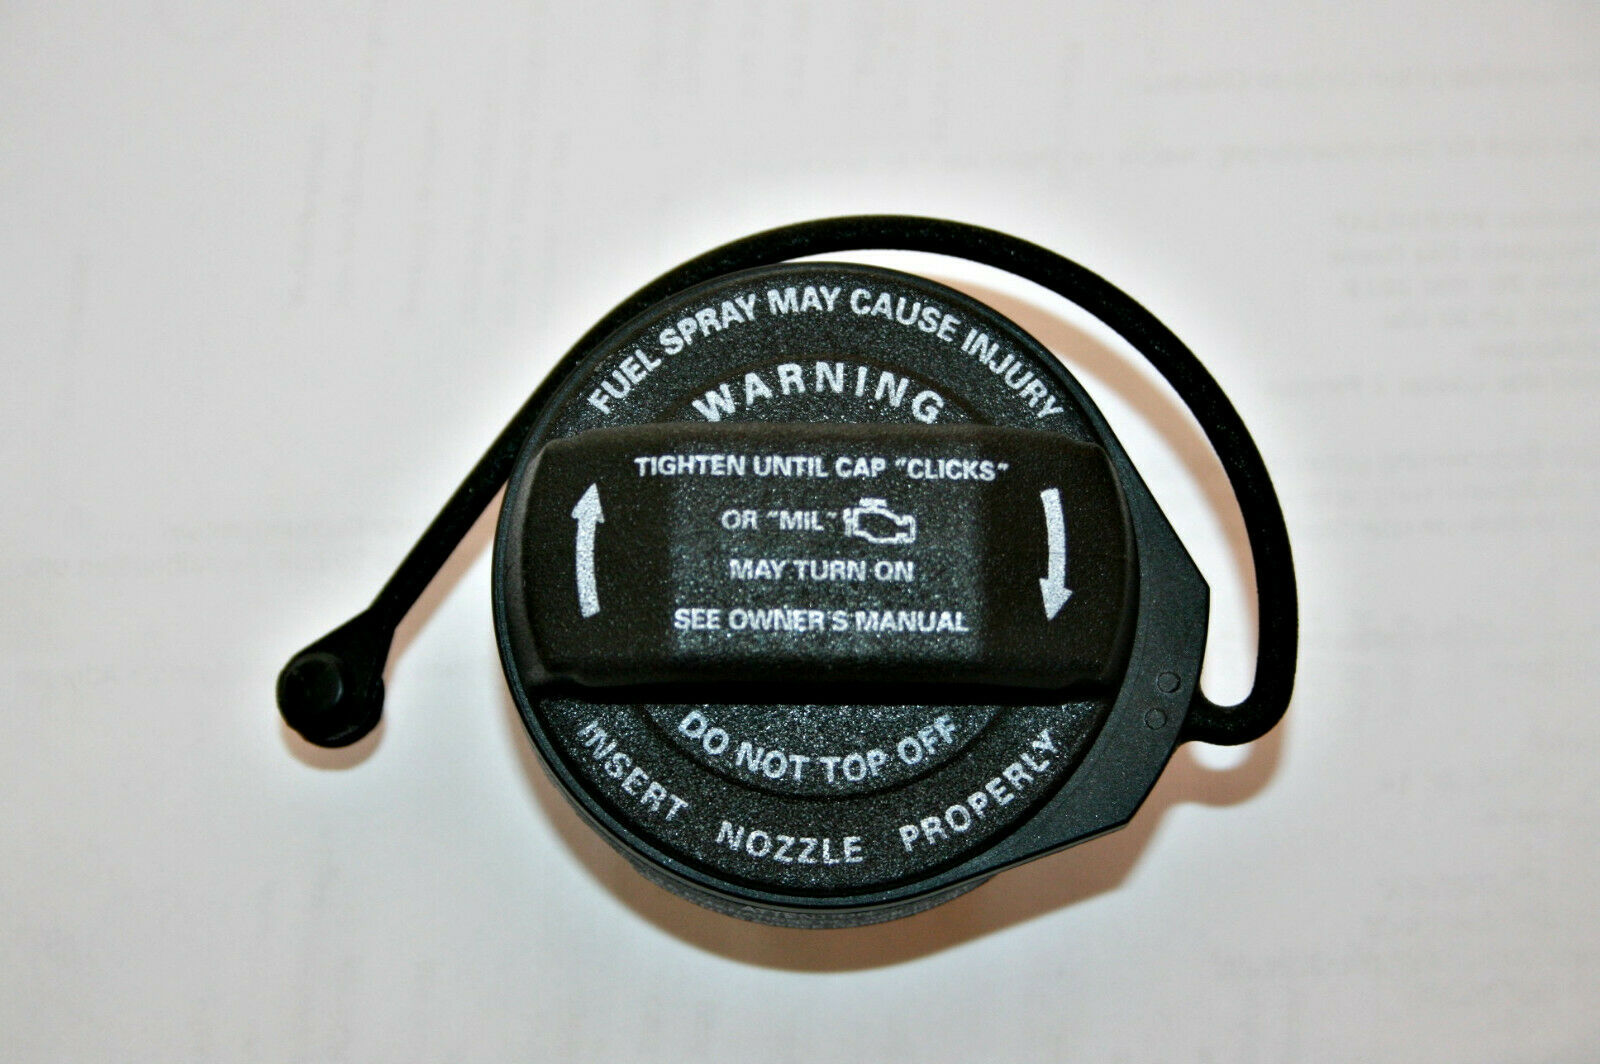 FUEL SPRAY MAY CAUSE INJURY
WARNING
TIGHTEN UNTIL CAP "CLICKS"
OR "MIL"
MAY TURN ON
SEE OWNER'S MANUAL
DO NOT TOP OFF
INSERT NOZZLE PROPERLY